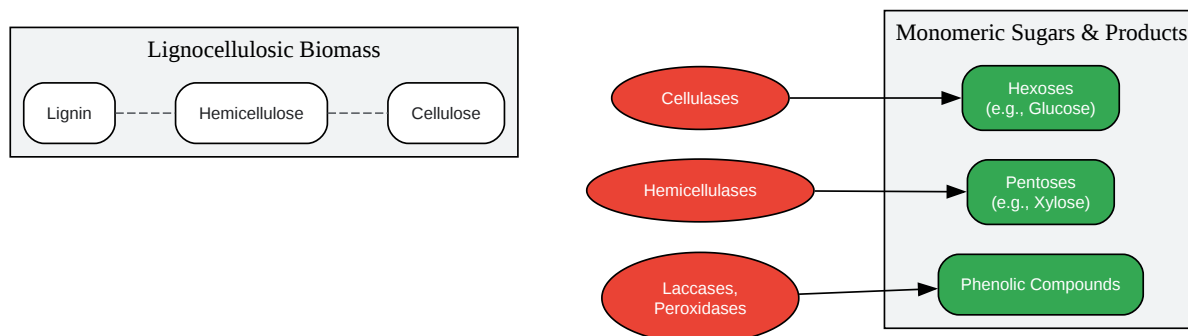 Lignocellulosic Biomass
Lignin
Hemicellulose
Cellulose
Cellulases
Hemicellulases
Laccases,
Peroxidases
Monomeric Sugars & Products
Hexoses
(e.g., Glucose)
Pentoses
(e.g., Xylose)
Phenolic Compounds